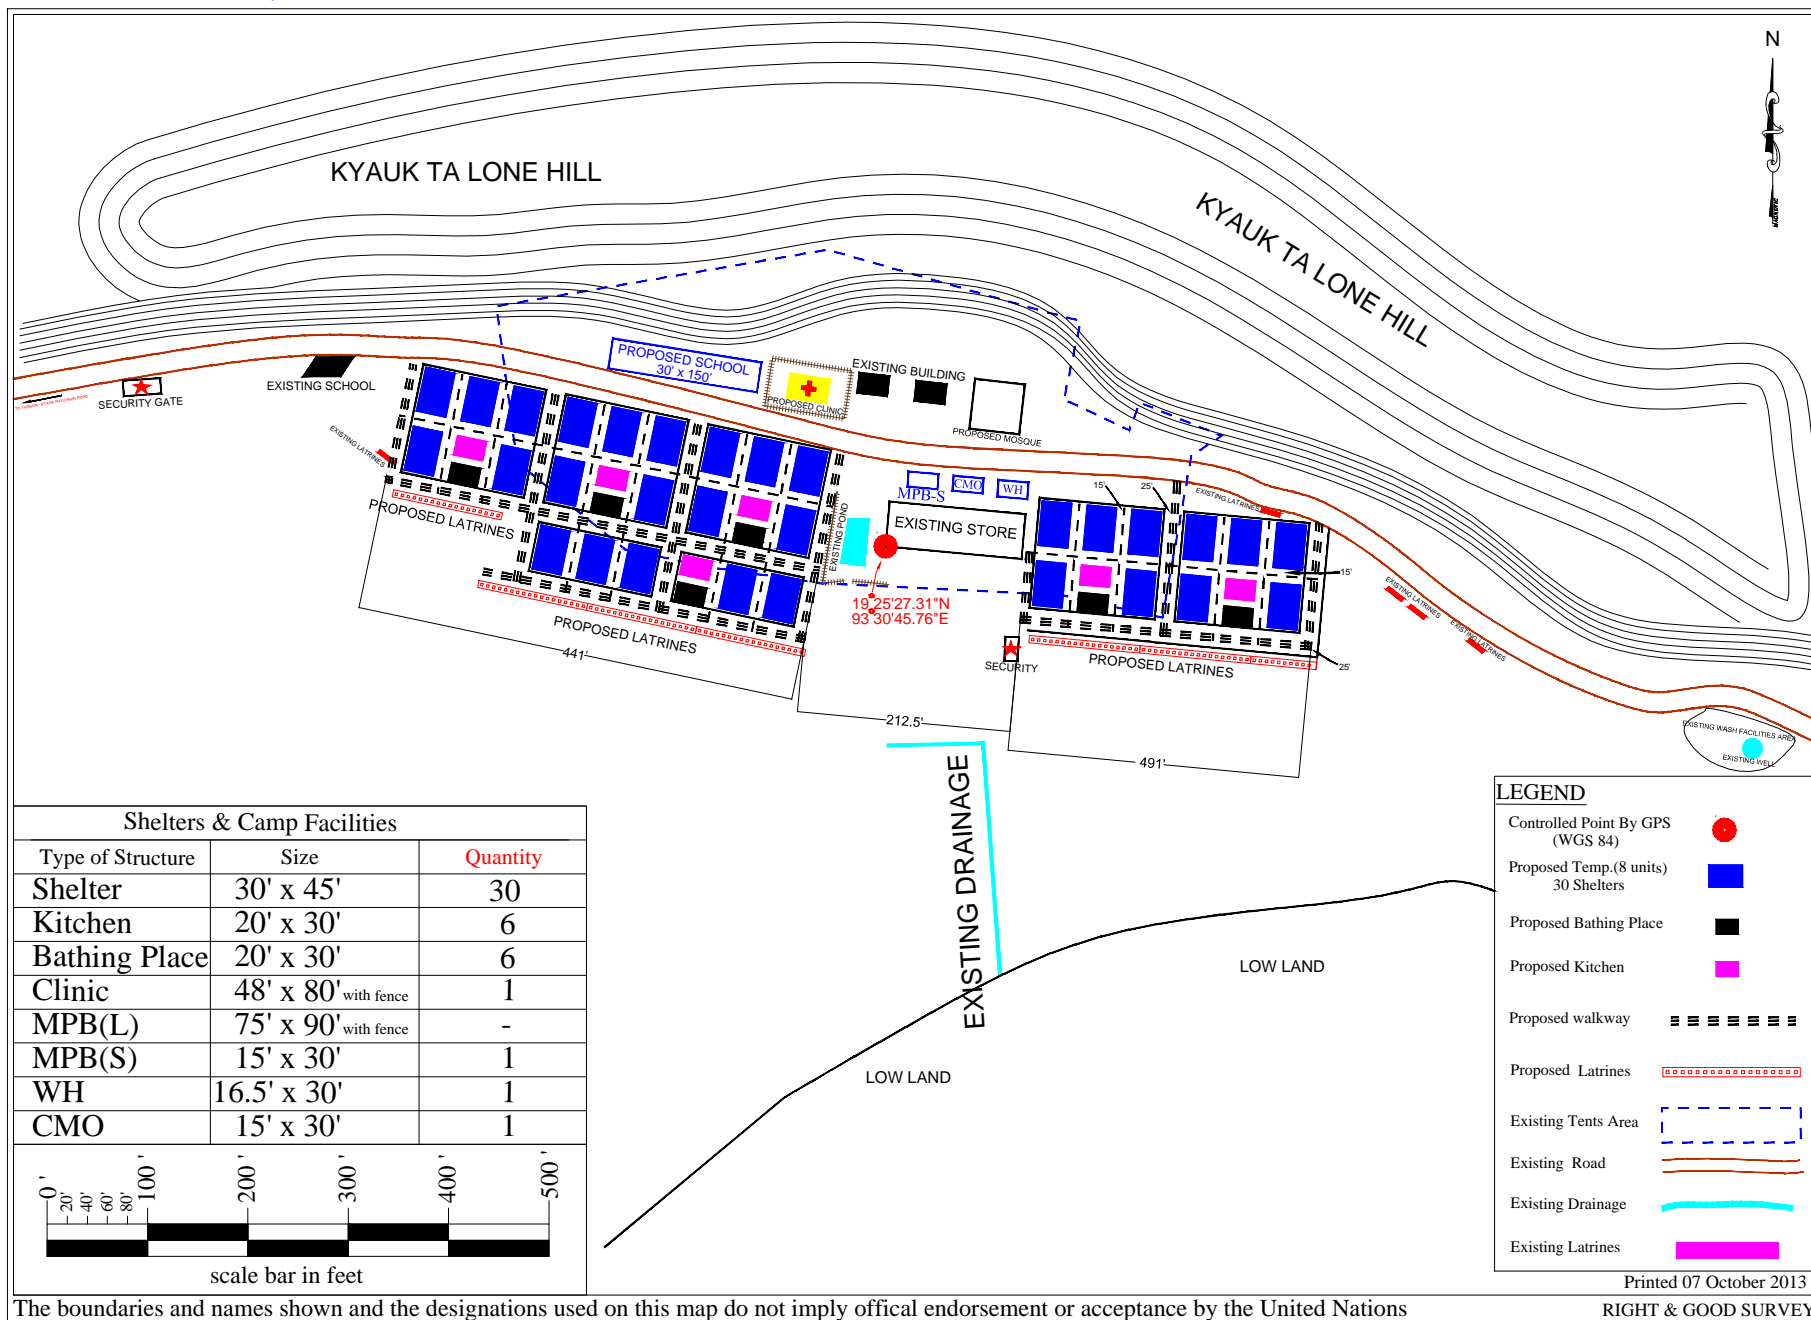 N
MAGNETIC
KYAUK TA LONE HILL
KYAUK TA LONE HILL
PROPOSED SCHOOL
30' x 150'
PROPOSED CLINIC
EXISTING BUILDING
PROPOSED MOSQUE
EXISTING SCHOOL
SECURITY GATE
EXISTING LATRINES
PROPOSED LATRINES
PROPOSED LATRINES
441'
EXISTING POND
MPB-S
CMO
WH
EXISTING STORE
19 25'27.31"N
93 30'45.76"E
212.5'
15'
25'
EXISTING LATRINES
15'
25'
SECURITY
PROPOSED LATRINES
491'
EXISTING LATRINES
EXISTING LATRINES
EXISTING WASH FACILITIES AREA
EXISTING WELL
EXISTING DRAINAGE
LOW LAND
LOW LAND
Shelters & Camp Facilities
Type of Structure Size Quantity
Shelter 30' x 45' 30
Kitchen 20' x 30' 6
Bathing Place 20' x 30' 6
Clinic 48' x 80' with fence 1
MPB(L) 75' x 90' with fence -
MPB(S) 15' x 30' 1
WH 16.5' x 30' 1
CMO 15' x 30' 1
0' 20' 40' 60' 80' 100' 200' 300' 400' 500'
scale bar in feet
LEGEND
Controlled Point By GPS
(WGS 84)
Proposed Temp.(8 units)
30 Shelters
Proposed Bathing Place
Proposed Kitchen
Proposed walkway
Proposed Latrines
Existing Tents Area
Existing Road
Existing Drainage
Existing Latrines
Printed 07 October 2013
The boundaries and names shown and the designations used on this map do not imply offical endorsement or acceptance by the United Nations
RIGHT & GOOD SURVEY